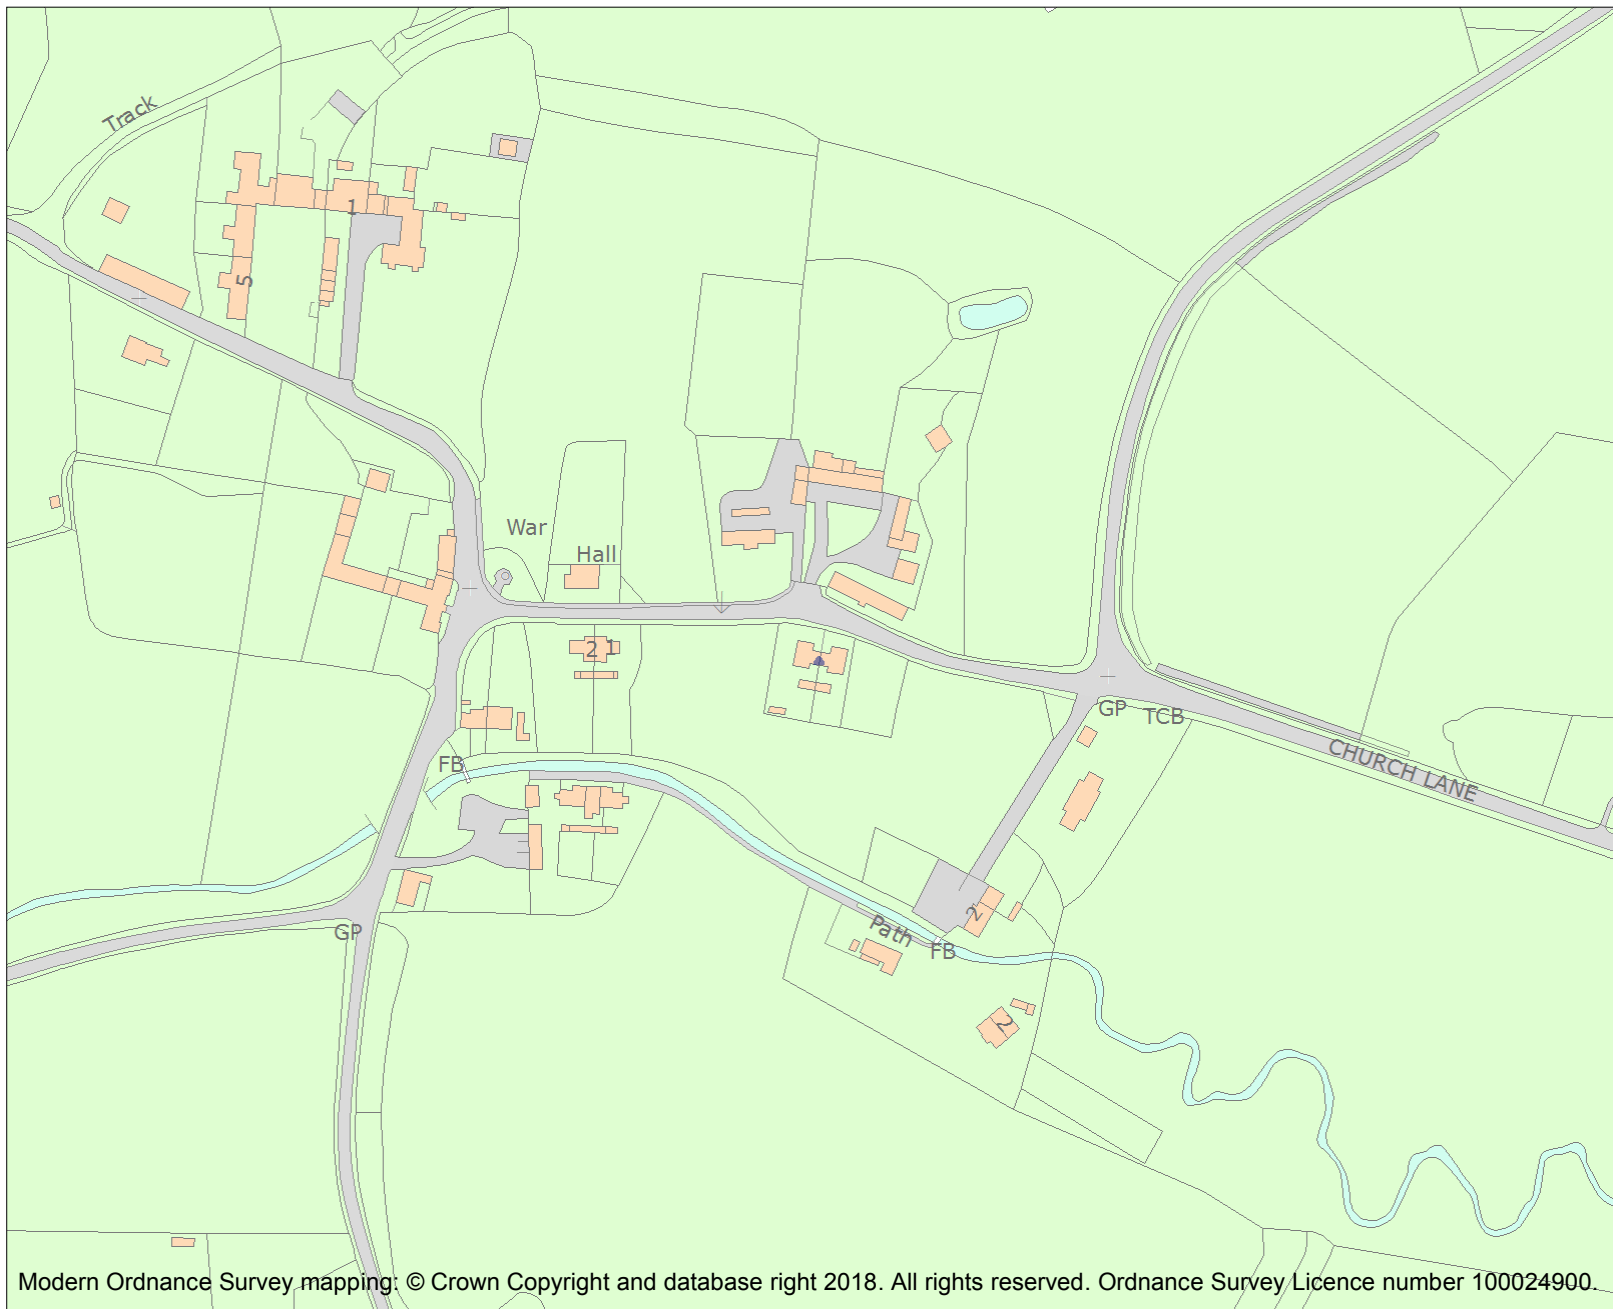 Track
1
5
War
Hall
2 1
GP
TCB
CHURCH LANE
FB
2
Path
FB
GP
2
Modern Ordnance Survey mapping: © Crown Copyright and database right 2018. All rights reserved. Ordnance Survey Licence number 100024900.